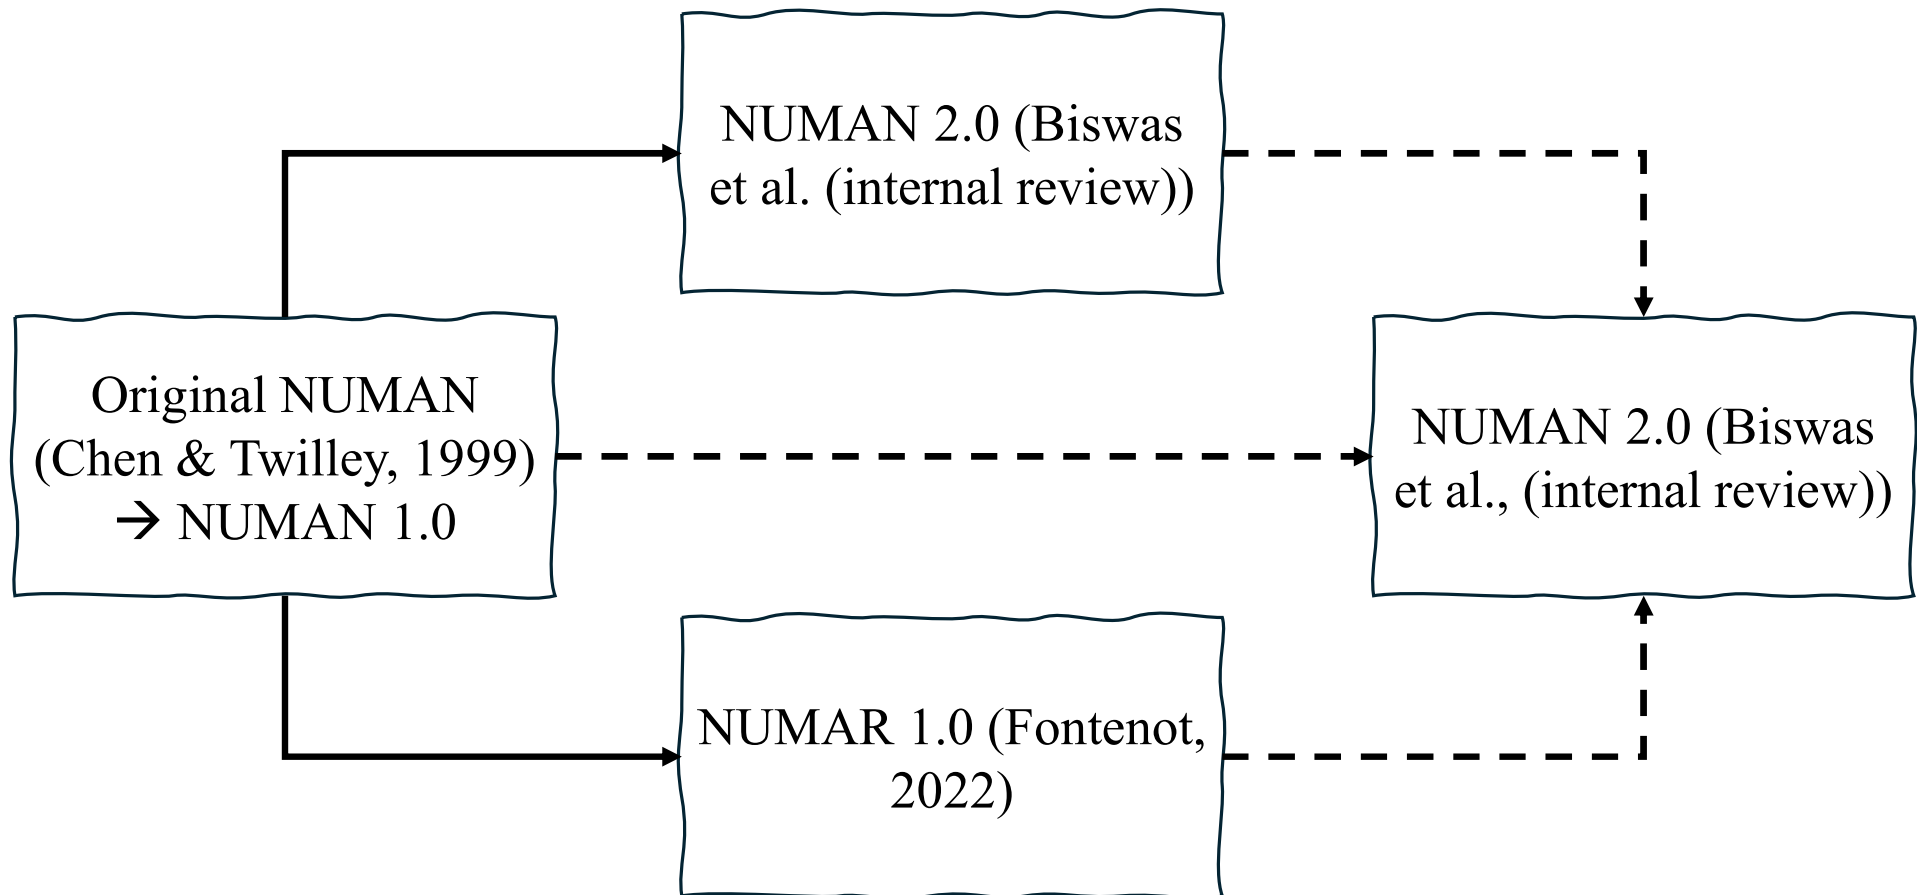 NUMAN 2.0 (Biswas
et al. (internal review))
Original NUMAN
(Chen & Twilley, 1999)
→ NUMAN 1.0
NUMAN 2.0 (Biswas
et al., (internal review))
NUMAR 1.0 (Fontenot,
2022)